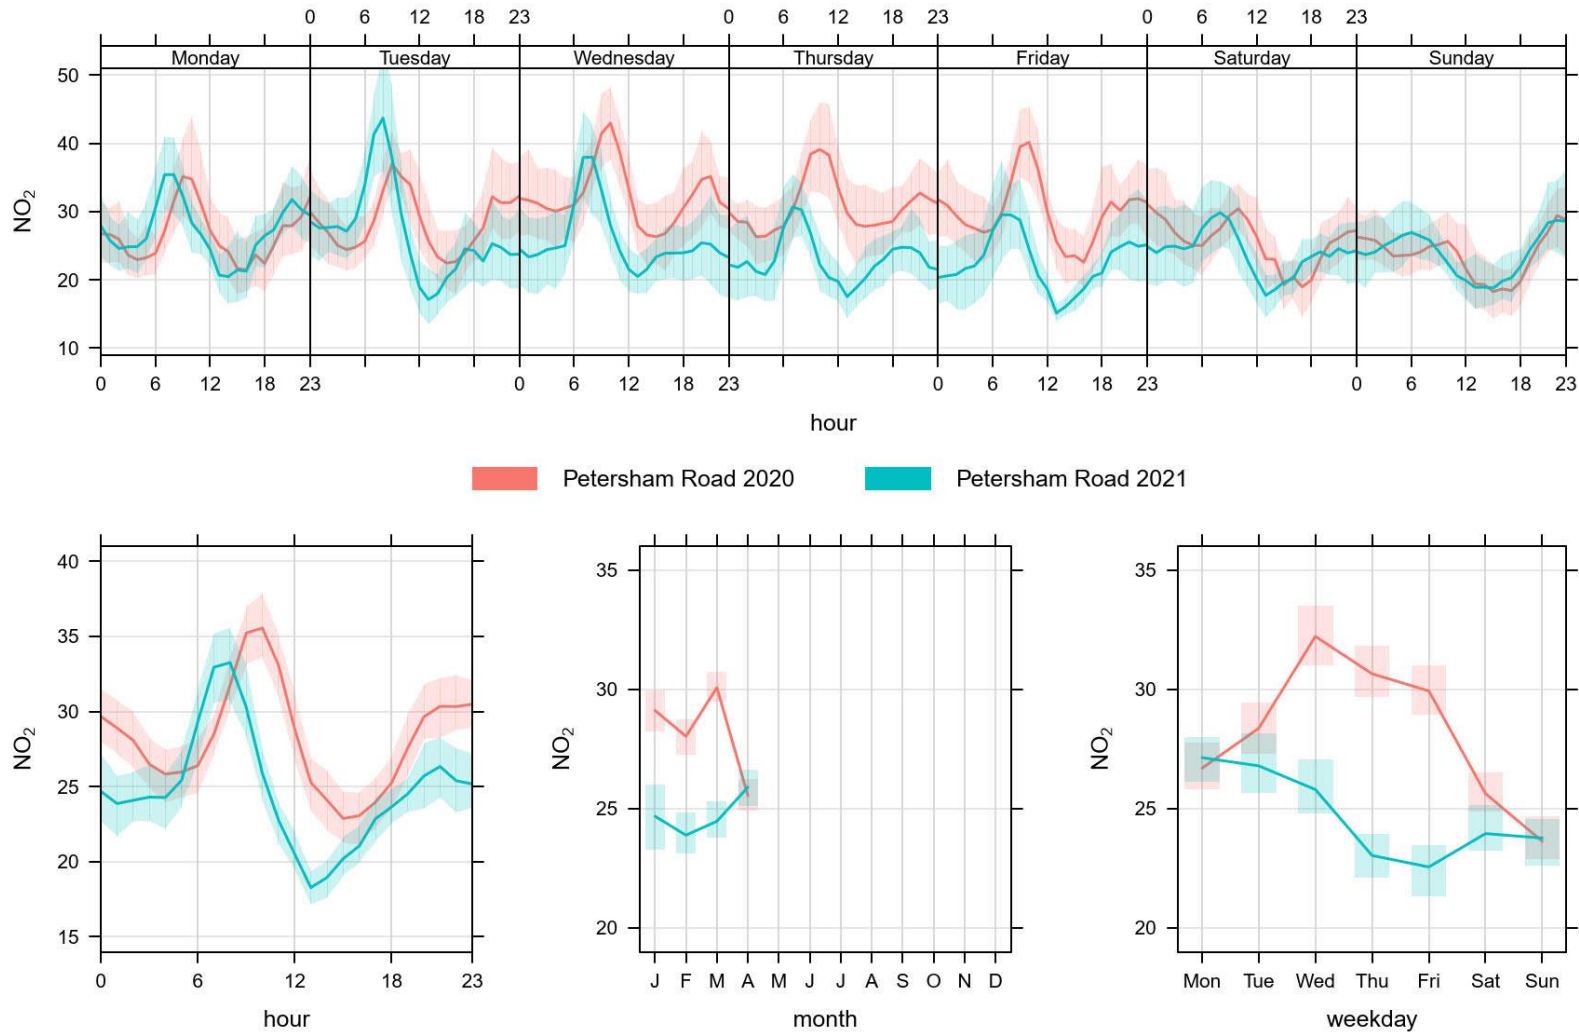 0 6 12 18 23 0 6 12 18 23 0 6 12 18 23
Monday Tuesday Wednesday Thursday Friday Saturday Sunday
50
40
30
20
10
NO₂
0 6 12 18 23 0 6 12 18 23 0 6 12 18 23 0 6 12 18 23
hour
Petersham Road 2020 Petersham Road 2021
40
35
30
25
20
15
NO₂
0 6 12 18 23
hour
35
30
25
20
NO₂
J F M A M J J A S O N D
month
35
30
25
20
NO₂
Mon Tue Wed Thu Fri Sat Sun
weekday